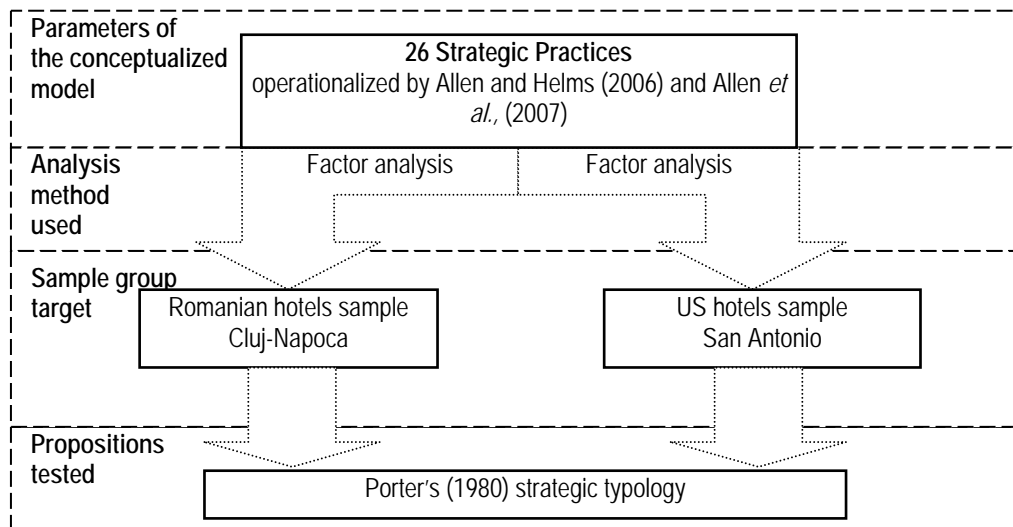 Parameters of
the conceptualized
model
26 Strategic Practices
operationalized by Allen and Helms (2006) and Allen et
al., (2007)
Analysis
method
used
Factor analysis
Factor analysis
Sample group
target
Romanian hotels sample
Cluj-Napoca
US hotels sample
San Antonio
Propositions
tested
Porter's (1980) strategic typology